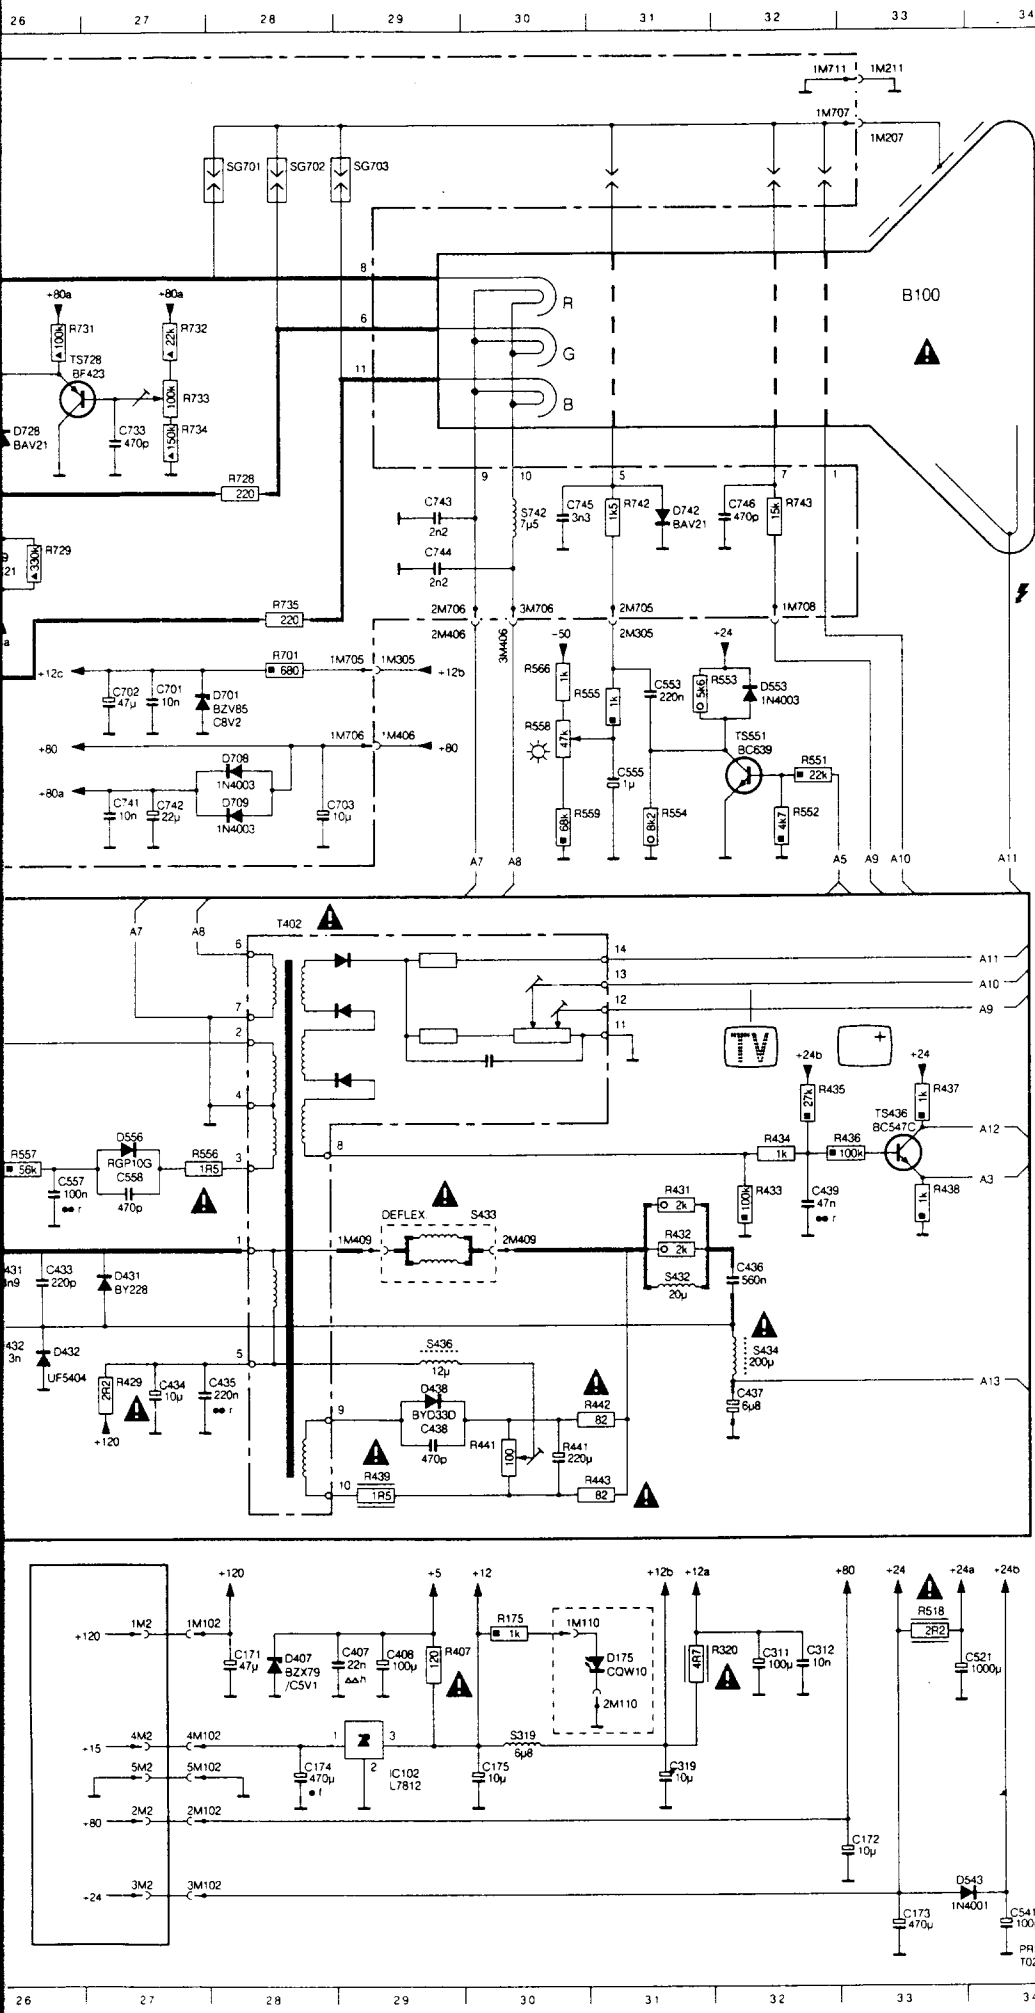 26 27 28 29 30 31 32 33 34
1M711 1M211
1M707
1M207
SG701 SG702 SG703
8
+80a +80a
R731 R732
100k 22k
6
R
B100
TS728
BF423
G
11
R733
100k
B
D728
BAV21
C733
470p
R734
150k
R728
220
9 10 5 7 1
C743
2n2
S742
7µ5
C745
3n3
R742
1k5
D742
BAV21
C746
470p
R743
15k
R729
330k
21
C744
2n2
R735
220
2M706 3M706 2M705 1M708
2M406 3M406 2M305
-50 +24
R701
680
1M705 1M305
+12c +12b
C702
47µ
C701
10n
D701
BZV85
C8V2
R566
1k
R555
1k
C553
220n
R553
5k6
D553
1N4003
R558
47k
TS551
BC639
+80 1M706 1M406 +80
D708
1N4003
R551
22k
+80a
C741
10n
C742
22µ
D709
1N4003
C703
10µ
C555
1µ
R559
68k
R554
8k2
R552
4k7
A7 A8 A5 A9 A10 A11
T402
A7 A8
6 14 A11
13 A10
7 12 A9
2 11
TV +
+24b +24
4
R435
27k
R437
1k
TS436
BC547C
A12
R557
56k
D556
RGP10G
C558
470p
R556
1R5
3 8
R434
1k
R436
100k
C557
100n
r
R433
100k
C439
47n
r
A3
R438
1k
DEFLEX. S433
R431
2k
1 1M409 2M409
R432
2k
431
C433
220p
D431
BY228
S432
20µ
C436
560n
432
3n
D432
UF5404
S436
12µ
S434
200µ
5
R429
2R2
C434
10µ
C435
220n
r
D438
BYD33D
C438
470p
R442
82
C437
6µ8
A13
+120
9
R441
100
R441
220µ
10
R439
1R5
R443
82
+120 +5 +12 +12b +12a +80 +24 +24a +24b
+120 1M2 1M102
R175
1k
1M110
R518
2R2
C171
47µ
D407
BZX79
/C5V1
C407
22n
h
C408
100µ
R407
120
D175
CQW10
R320
4R7
C311
100µ
C312
10n
C521
1000µ
2M110
+15 4M2 4M102
1 3
2
IC102
L7812
S319
6µ8
5M2 5M102
C174
470µ
r
C175
10µ
C319
10µ
+80 2M2 2M102
C172
10µ
+24 3M2 3M102
D543
1N4001
C173
470µ
C541
100
PR
T02
26 27 28 29 30 31 32 33 34